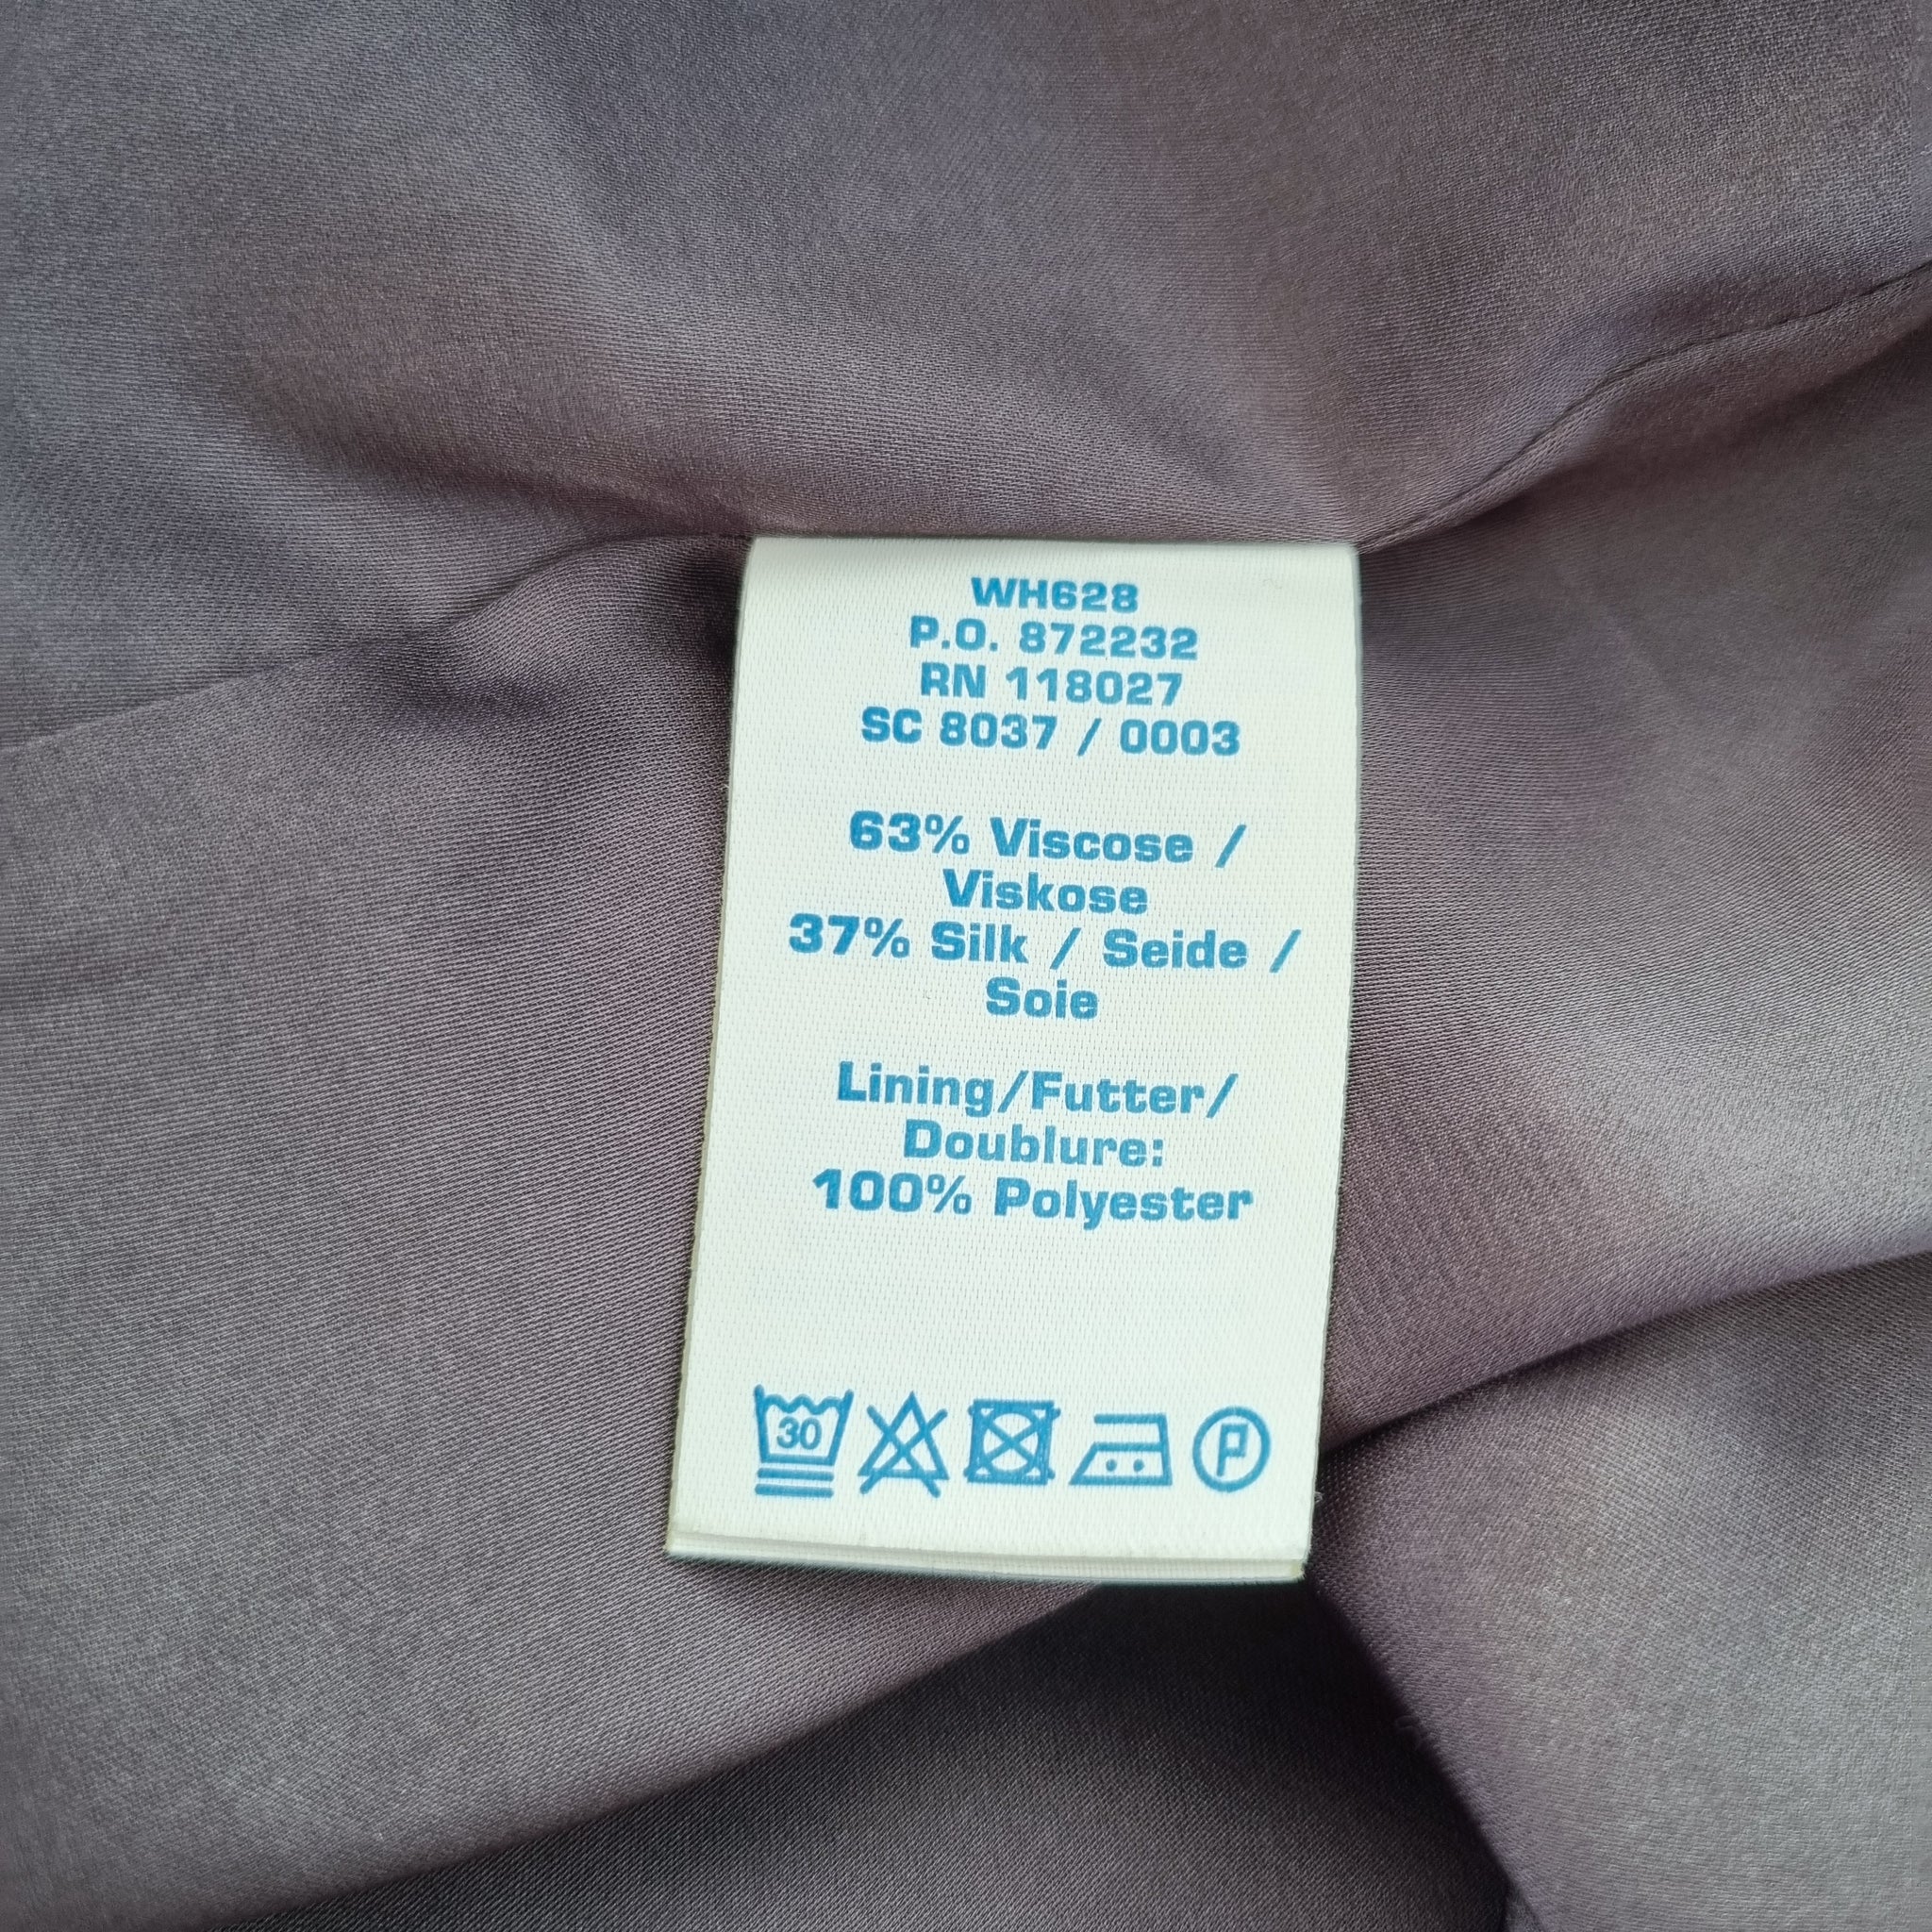 WH628
P.O. 872232
RN 118027
SC 8037 / 0003
63% Viscose /
Viskose
37% Silk / Seide /
Soie
Lining/Futter/
Doublure:
100% Polyester
30 P